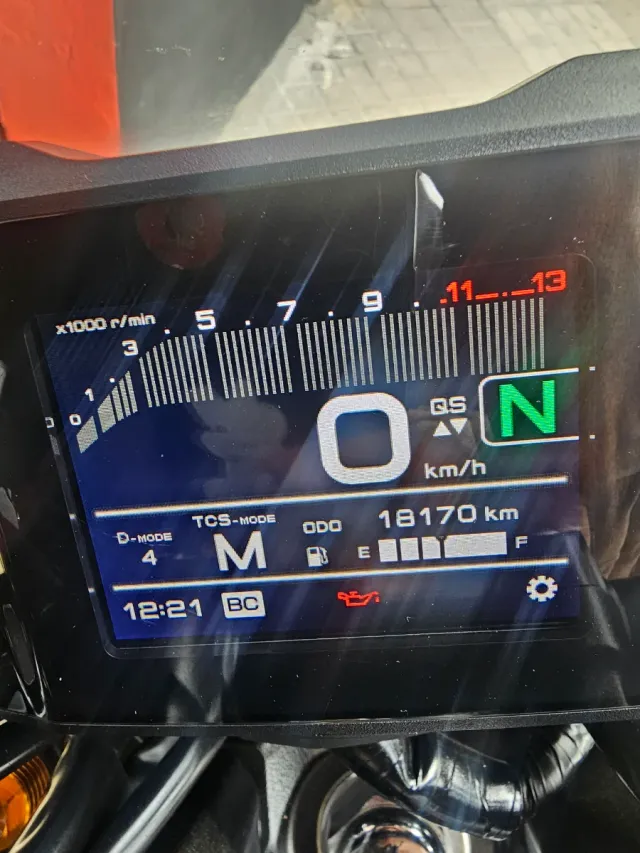 x1000 r/min
0 1 3 5 7 9 11 13
0
km/h
QS
N
D-MODE
4
TCS-MODE
M
ODO
18170 km
E F
12:21
BC